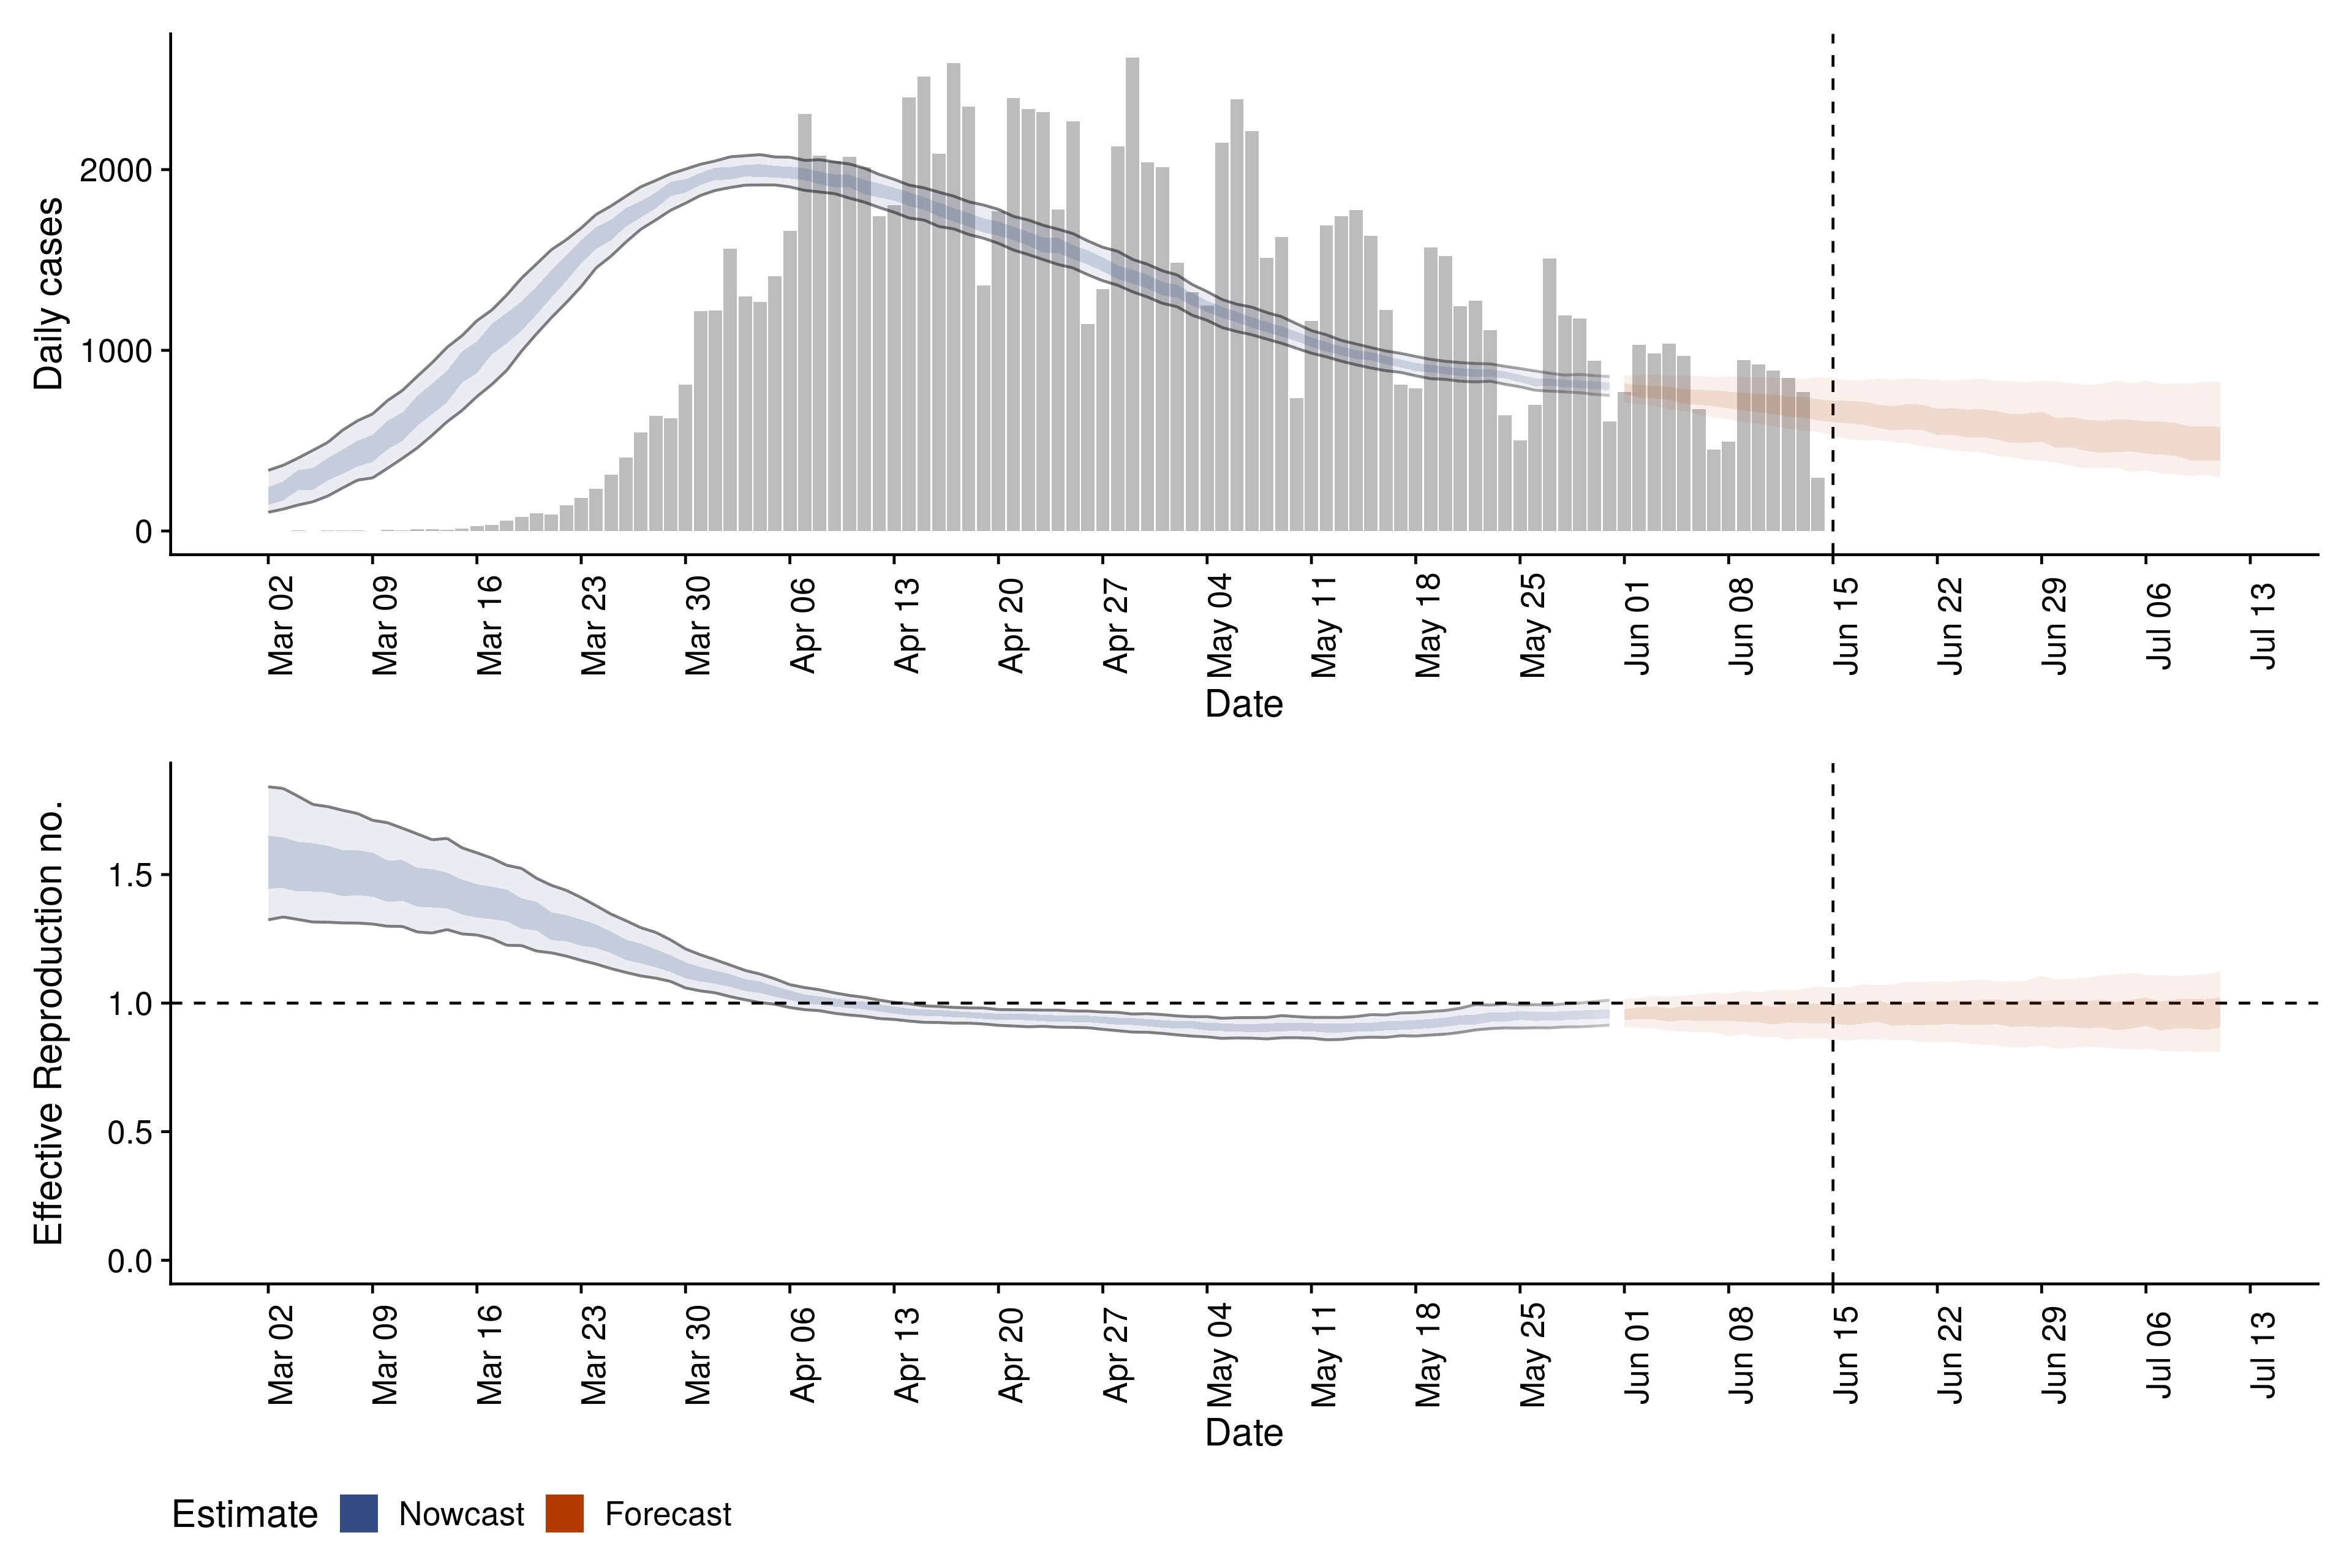 Daily cases
2000
1000
0
Mar 02 Mar 09 Mar 16 Mar 23 Mar 30 Apr 06 Apr 13 Apr 20 Apr 27 May 04 May 11 May 18 May 25 Jun 01 Jun 08 Jun 15 Jun 22 Jun 29 Jul 06 Jul 13
Date
Effective Reproduction no.
1.5
1.0
0.5
0.0
Mar 02 Mar 09 Mar 16 Mar 23 Mar 30 Apr 06 Apr 13 Apr 20 Apr 27 May 04 May 11 May 18 May 25 Jun 01 Jun 08 Jun 15 Jun 22 Jun 29 Jul 06 Jul 13
Date
Estimate Nowcast Forecast